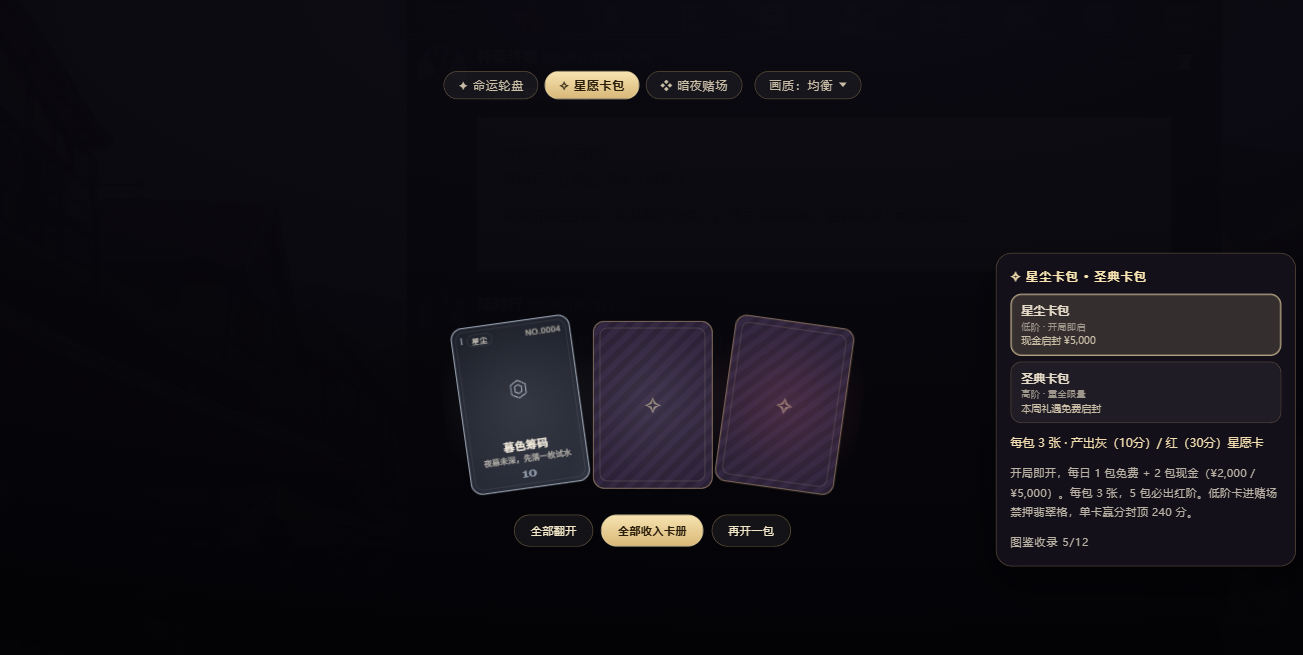 ✦ 命运轮盘
✧ 星愿卡包
❖ 暗夜赌场
画质：均衡
✧ 星尘卡包・圣典卡包
星尘卡包
低阶 · 开局即启
现金启封 ¥5,000
圣典卡包
高阶 · 重金限量
本周礼遇免费启封
每包 3 张 · 产出灰（10分）/ 红（30分）星愿卡
开局即开，每日 1 包免费 + 2 包现金（¥2,000 /
¥5,000）。每包 3 张，5 包必出红阶。低阶卡进赌场
禁押翡翠格，单卡赢分封顶 240 分。
图鉴收录 5/12
I 星尘 NO.0004
暮色筹码
夜幕未深，先落一枚试水
10
全部翻开
全部收入卡册
再开一包